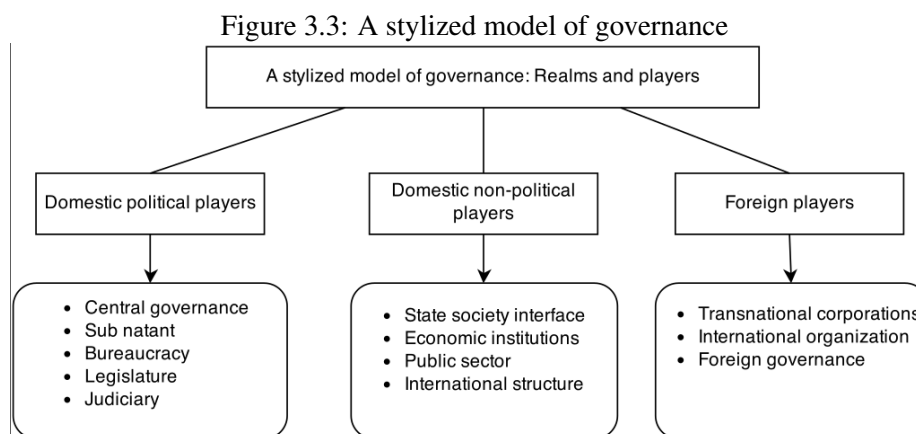 Figure 3.3: A stylized model of governance
A stylized model of governance: Realms and players
Domestic political players
Domestic non-political
players
Foreign players
• Central governance
• Sub natant
• Bureaucracy
• Legislature
• Judiciary
• State society interface
• Economic institutions
• Public sector
• International structure
• Transnational corporations
• International organization
• Foreign governance